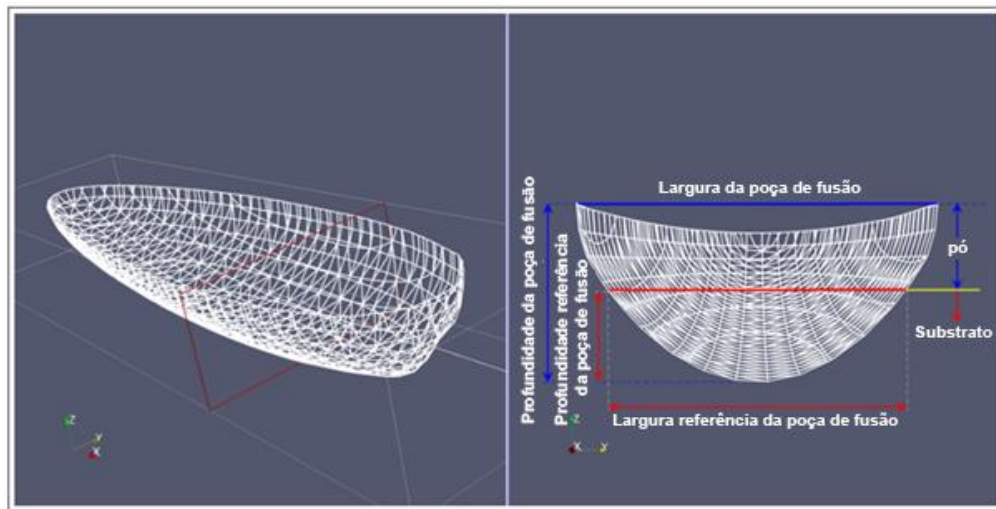 Z
Y
X
Largura da poça de fusão
Profundidade da poça de fusão
Profundidade referência
da poça de fusão
pó
Substrato
Largura referência da poça de fusão
Z
X
Y